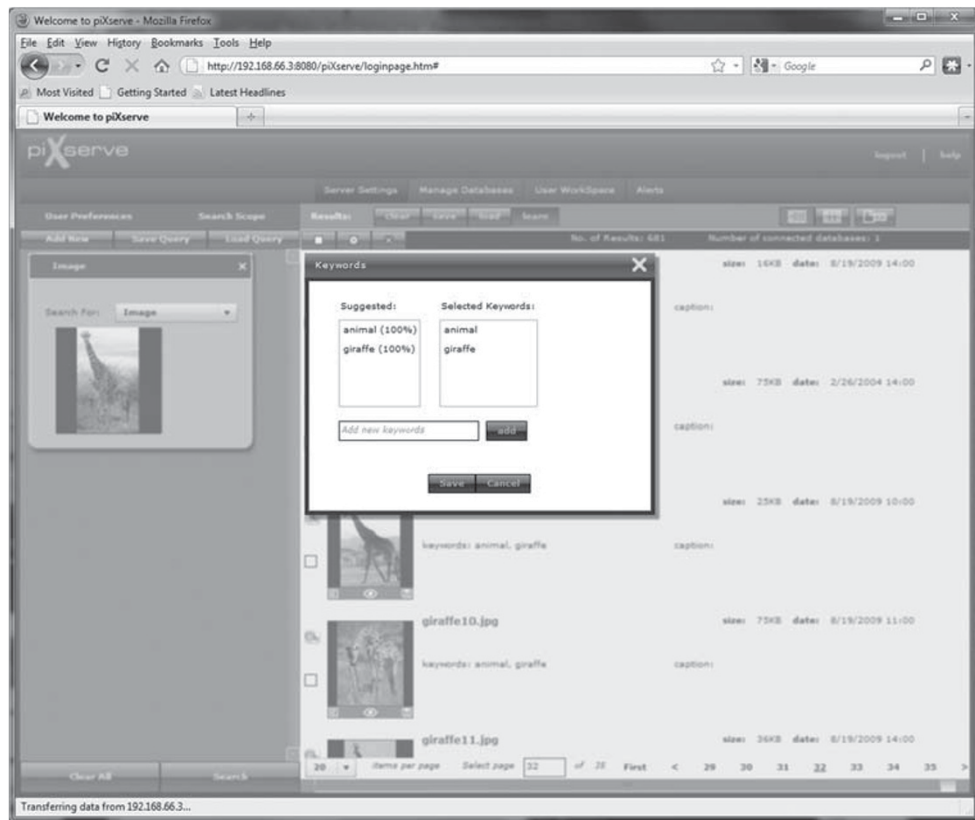 Welcome to piXserve - Mozilla Firefox
File Edit View History Bookmarks Tools Help
http://192.168.66.3:8080/piXserve/loginpage.htm#
Google
Most Visited Getting Started Latest Headlines
Welcome to piXserve
piXserve
logout | help
Server Settings Manage Databases User WorkSpace Alerts
User Preferences Search Scope Results: clear save load learn
Add New Save Query Load Query No. of Results: 681 Number of connected databases: 1
Image
Search For: Image
Keywords
Suggested: Selected Keywords:
animal (100%) animal
giraffe (100%) giraffe
Add new keywords add
Save Cancel
size: 16KB date: 8/19/2009 14:00
caption:
size: 75KB date: 2/26/2004 14:00
caption:
size: 25KB date: 8/19/2009 10:00
keywords: animal, giraffe caption:
giraffe10.jpg size: 75KB date: 8/19/2009 11:00
keywords: animal, giraffe caption:
giraffe11.jpg size: 36KB date: 8/19/2009 14:00
20 items per page Select page 32 of 35 First < 29 30 31 32 33 34 35 >
Clear All Search
Transferring data from 192.168.66.3...